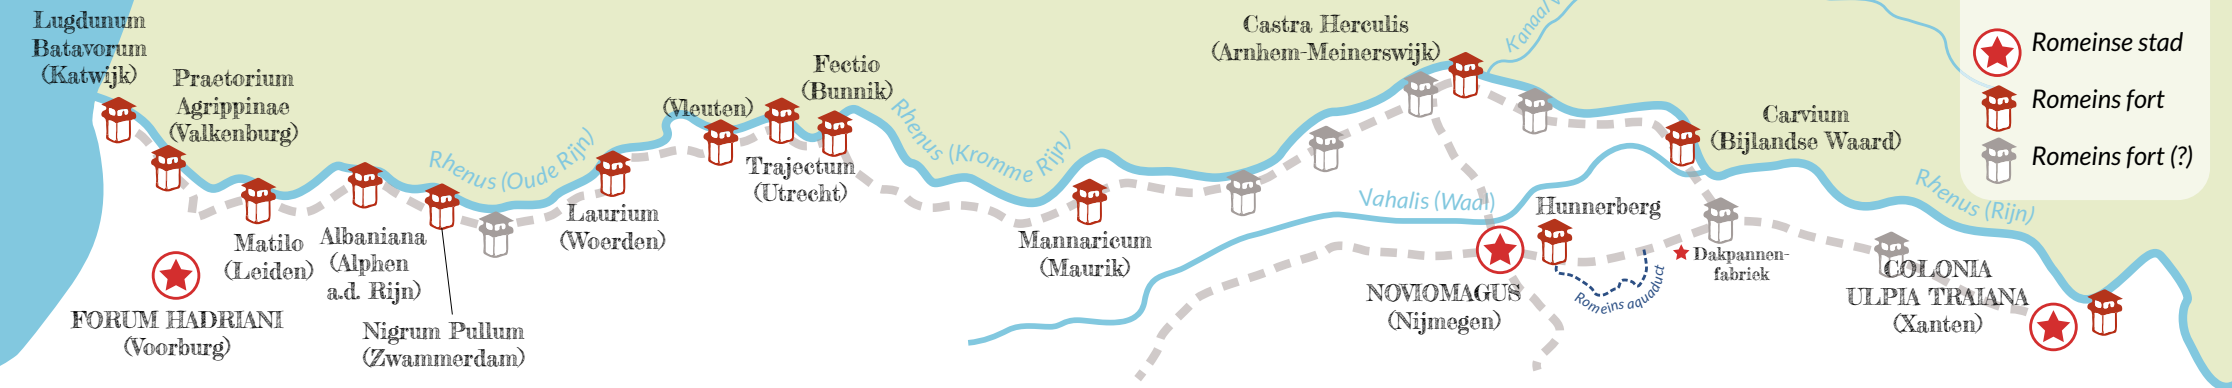 Lugdunum
Batavorum
(Katwijk)
Praetorium
Agrippinae
(Valkenburg)
Matilo
(Leiden)
FORUM HADRIANI
(Voorburg)
Albaniana
(Alphen
a.d. Rijn)
Nigrum Pullum
(Zwammerdam)
Rhenus (Oude Rijn)
Laurium
(Woerden)
(Vleuten)
Trajectum
(Utrecht)
Fectio
(Bunnik)
Rhenus (Kromme Rijn)
Mannaricum
(Maurik)
Castra Herculis
(Arnhem-Meinerswijk)
Vahalis (Waal)
NOVIOMAGUS
(Nijmegen)
Hunnerberg
Romeins aquaduct
Dakpannen-
fabriek
Carvium
(Bijlandse Waard)
Rhenus (Rijn)
COLONIA
ULPIA TRAIANA
(Xanten)
Romeinse stad
Romeins fort
Romeins fort (?)